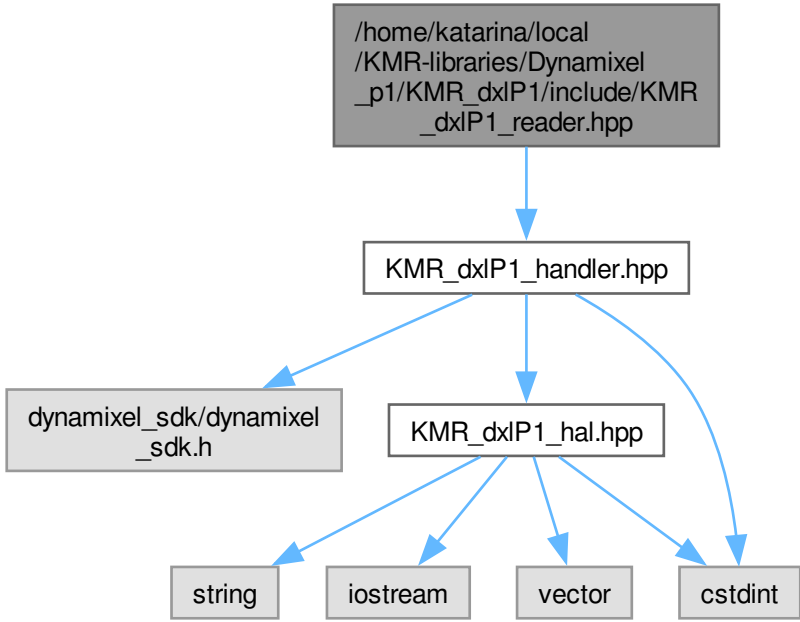 /home/katarina/local
/KMR-libraries/Dynamixel
_p1/KMR_dxlP1/include/KMR
_dxlP1_reader.hpp
KMR_dxlP1_handler.hpp
dynamixel_sdk/dynamixel
_sdk.h
KMR_dxlP1_hal.hpp
string
iostream
vector
cstdint